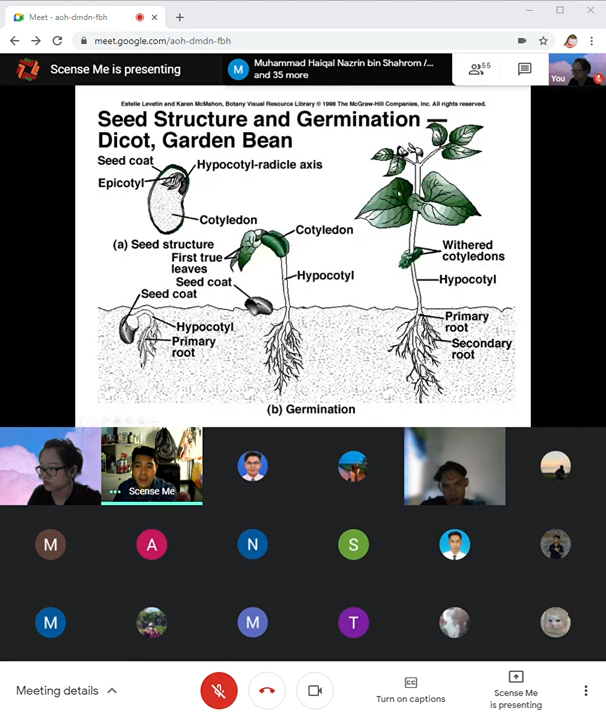 Meet - aoh-dmdn-fbh
meet.google.com/aoh-dmdn-fbh
Scense Me is presenting
M
Muhammad Haiqal Nazrin bin Shahrom /...
and 35 more
55
You
Estelle Levetin and Karen McMahon, Botany Visual Resource Library © 1998 The McGraw-Hill Companies, Inc. All rights reserved.
Seed Structure and Germination —
Dicot, Garden Bean
Seed coat
Hypocotyl-radicle axis
Epicotyl
Cotyledon
(a) Seed structure
Cotyledon
First true
leaves
Hypocotyl
Seed coat
Seed coat
Hypocotyl
Primary
root
Withered
cotyledons
Hypocotyl
Primary
root
Secondary
root
(b) Germination
Scense Me
M
A
N
S
M
M
T
Meeting details
CC
Turn on captions
Scense Me
is presenting